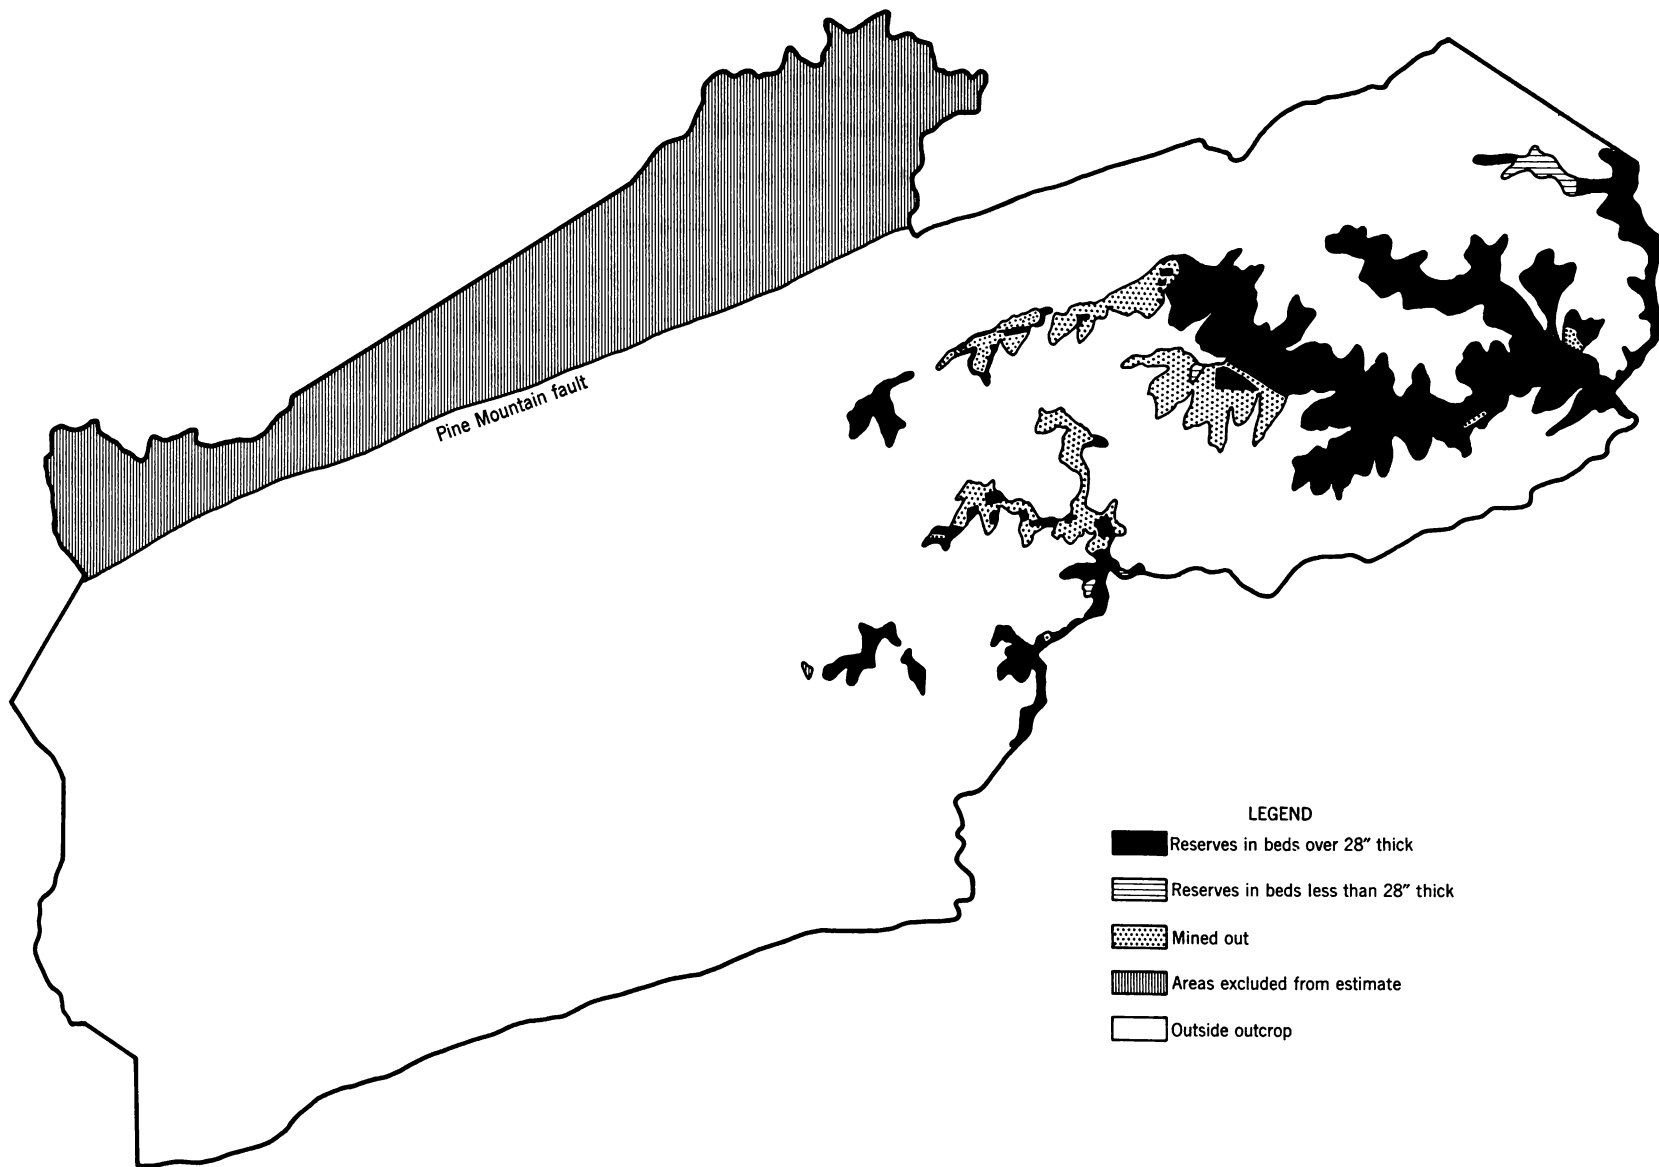 Pine Mountain fault
LEGEND
Reserves in beds over 28″ thick
Reserves in beds less than 28″ thick
Mined out
Areas excluded from estimate
Outside outcrop